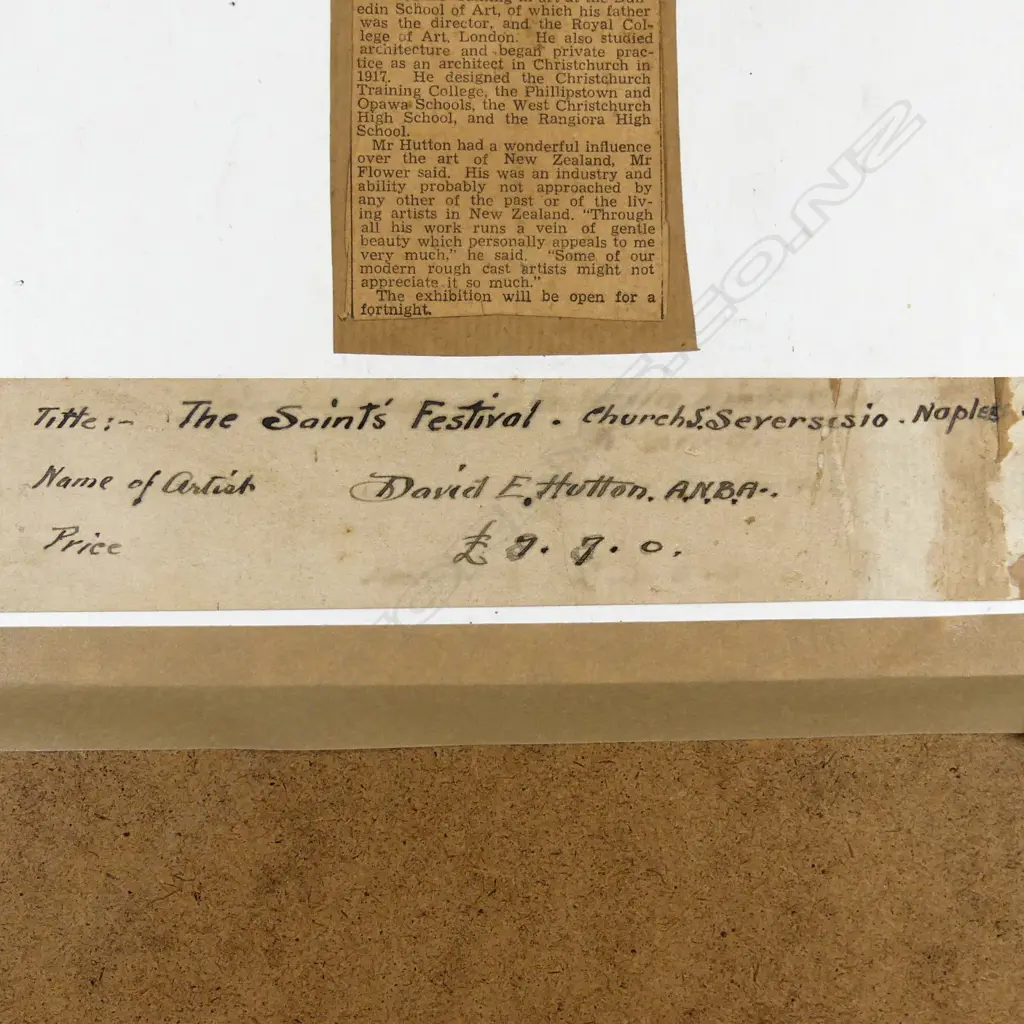 edin School of Art, of which his father
was the director, and the Royal Col-
lege of Art, London. He also studied
architecture and began private prac-
tice as an architect in Christchurch in
1917. He designed the Christchurch
Training College, the Phillipstown and
Opawa Schools, the West Christchurch
High School, and the Rangiora High
School.
Mr Hutton had a wonderful influence
over the art of New Zealand, Mr
Flower said. His was an industry and
ability probably not approached by
any other of the past or of the liv-
ing artists in New Zealand. "Through
all his work runs a vein of gentle
beauty which personally appeals to me
very much," he said. "Some of our
modern rough cast artists might not
appreciate it so much."
The exhibition will be open for a
fortnight.
Title:- The Saint's Festival. Church S. Naples
Name of Artist David E. Hutton. A.N.B.A-.
Price £ 7. 0.